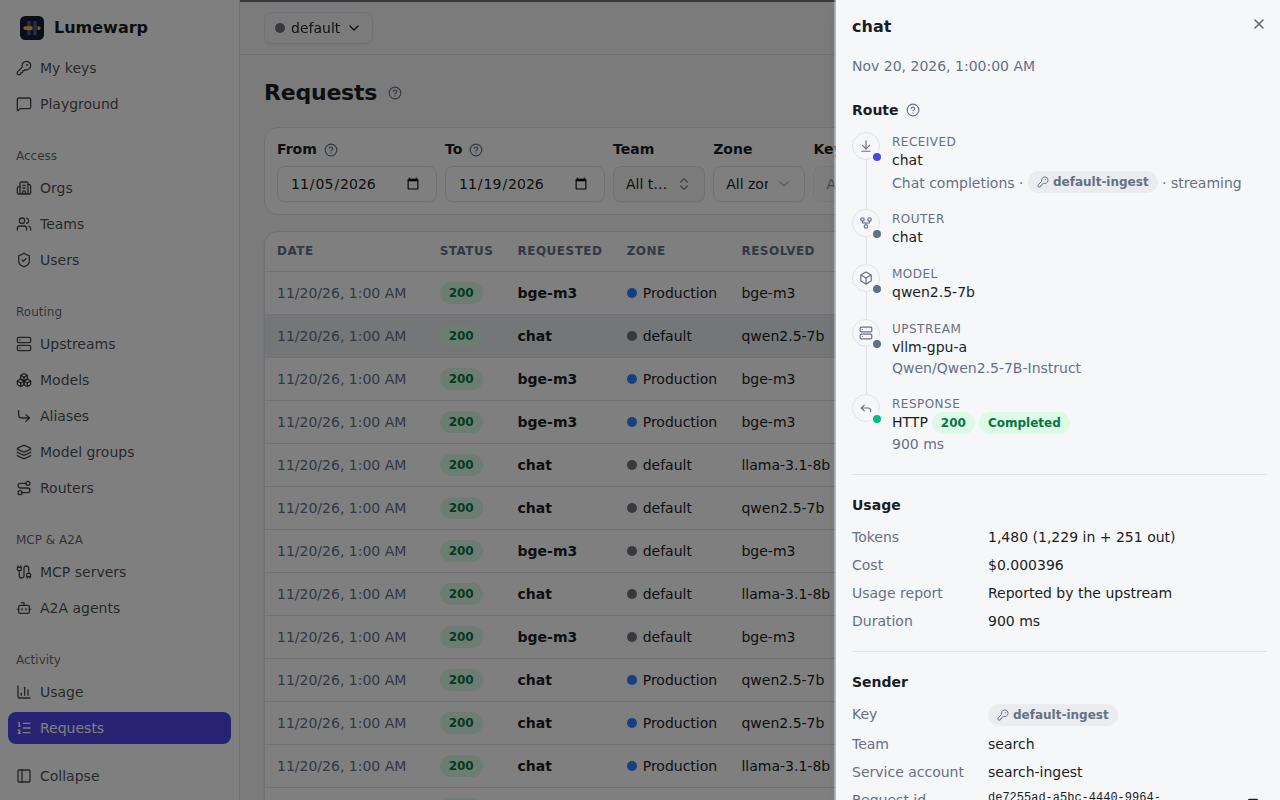 Lumewarp
My keys
Playground
Access
Orgs
Teams
Users
Routing
Upstreams
Models
Aliases
Model groups
Routers
MCP & A2A
MCP servers
A2A agents
Activity
Usage
Requests
Collapse
default
Requests
From To Team Zone
11/05/2026 11/19/2026 All t... All zor
DATE STATUS REQUESTED ZONE RESOLVED
11/20/26, 1:00 AM 200 bge-m3 Production bge-m3
11/20/26, 1:00 AM 200 chat default qwen2.5-7b
11/20/26, 1:00 AM 200 bge-m3 Production bge-m3
11/20/26, 1:00 AM 200 bge-m3 Production bge-m3
11/20/26, 1:00 AM 200 chat default llama-3.1-8b
11/20/26, 1:00 AM 200 chat default qwen2.5-7b
11/20/26, 1:00 AM 200 bge-m3 default bge-m3
11/20/26, 1:00 AM 200 chat default llama-3.1-8b
11/20/26, 1:00 AM 200 bge-m3 default bge-m3
11/20/26, 1:00 AM 200 chat Production qwen2.5-7b
11/20/26, 1:00 AM 200 chat Production qwen2.5-7b
11/20/26, 1:00 AM 200 chat Production llama-3.1-8b
chat
Nov 20, 2026, 1:00:00 AM
Route
RECEIVED
chat
Chat completions · default-ingest · streaming
ROUTER
chat
MODEL
qwen2.5-7b
UPSTREAM
vllm-gpu-a
Qwen/Qwen2.5-7B-Instruct
RESPONSE
HTTP 200 Completed
900 ms
Usage
Tokens 1,480 (1,229 in + 251 out)
Cost $0.000396
Usage report Reported by the upstream
Duration 900 ms
Sender
Key default-ingest
Team search
Service account search-ingest
Request id de7255ad-a5bc-4440-9964-